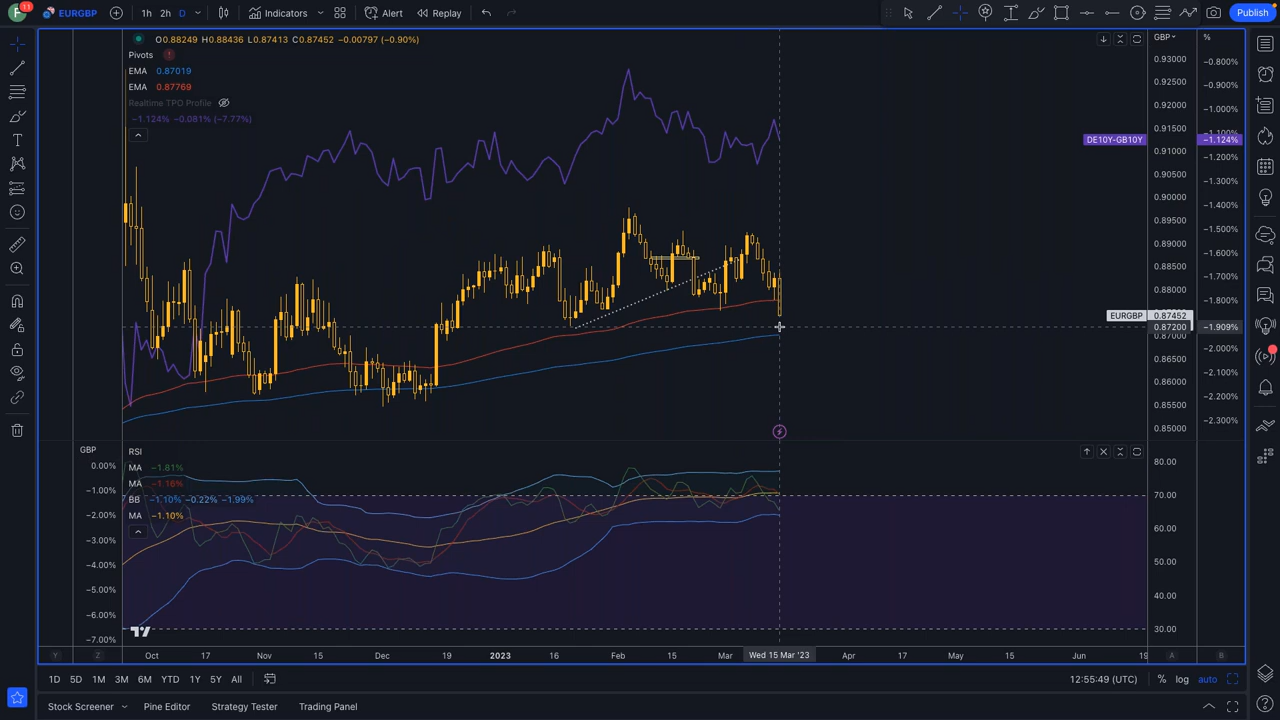 F 11 EURGBP 1h 2h D Indicators Alert Replay Publish
O0.88249 H0.88436 L0.87413 C0.87452 −0.00797 (−0.90%)
Pivots
EMA 0.87019
EMA 0.87769
Realtime TPO Profile
−1.124% −0.081% (−7.77%)
GBP %
0.93000
0.92500
0.92000
0.91500
0.91000
0.90500
0.90000
0.89500
0.89000
0.88500
0.88000
EURGBP 0.87452
0.87200
0.87000
0.86500
0.86000
0.85500
0.85000
−0.800%
−0.900%
−1.000%
DE10Y-GB10Y −1.124%
−1.200%
−1.300%
−1.400%
−1.500%
−1.600%
−1.700%
−1.800%
−1.909%
−2.000%
−2.100%
−2.200%
−2.300%
GBP
0.00%
−1.00%
−2.00%
−3.00%
−4.00%
−5.00%
−6.00%
−7.00%
RSI
MA −1.81%
MA −1.16%
BB −1.10% −0.22% −1.99%
MA −1.10%
80.00
70.00
60.00
50.00
40.00
30.00
Y Z Oct 17 Nov 15 Dec 19 2023 16 Feb 15 Mar Wed 15 Mar '23 Apr 17 May 15 Jun 19 A B
1D 5D 1M 3M 6M YTD 1Y 5Y All 12:55:49 (UTC) % log auto
Stock Screener Pine Editor Strategy Tester Trading Panel